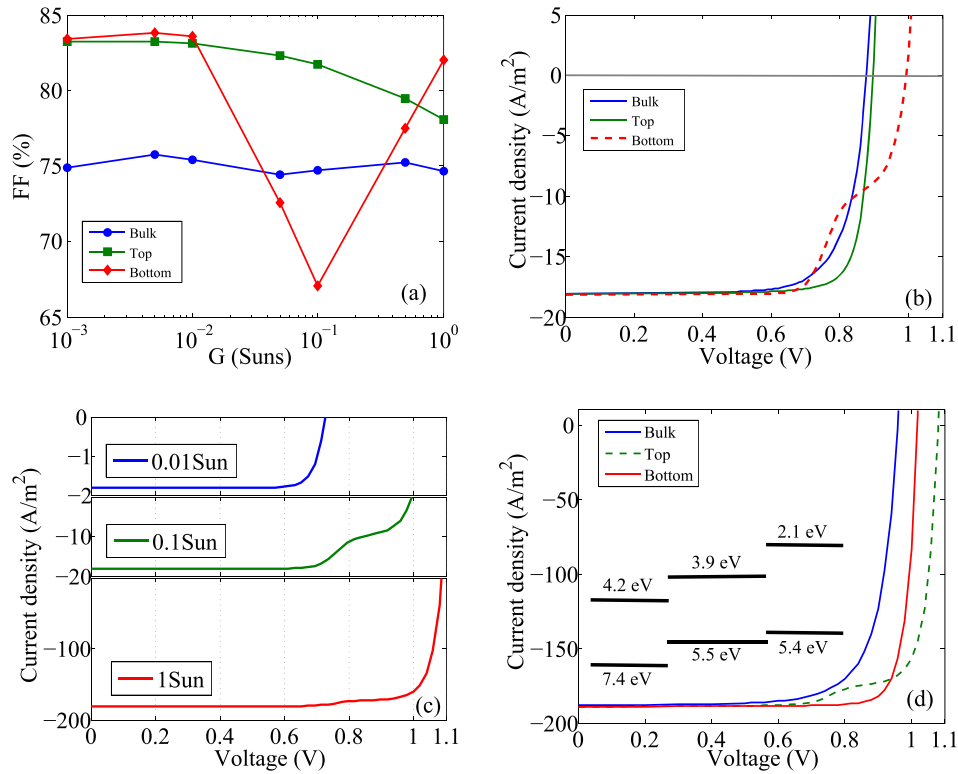 85
80
75
70
65
FF (%)
Bulk
Top
Bottom
(a)
10⁻³
10⁻²
10⁻¹
10⁰
G (Suns)
5
0
−5
−10
−15
−20
Current density (A/m²)
Bulk
Top
Bottom
(b)
0
0.2
0.4
0.6
0.8
1
1.1
Voltage (V)
0
−1
−2
2
−10
−20
−100
−200
Current density (A/m²)
0.01Sun
0.1Sun
1Sun
(c)
0
0.2
0.4
0.6
0.8
1.1
Voltage (V)
0
−50
−100
−150
−200
Current density (A/m²)
Bulk
Top
Bottom
2.1 eV
3.9 eV
4.2 eV
5.5 eV
5.4 eV
7.4 eV
(d)
0
0.2
0.4
0.6
0.8
1
1.1
Voltage (V)